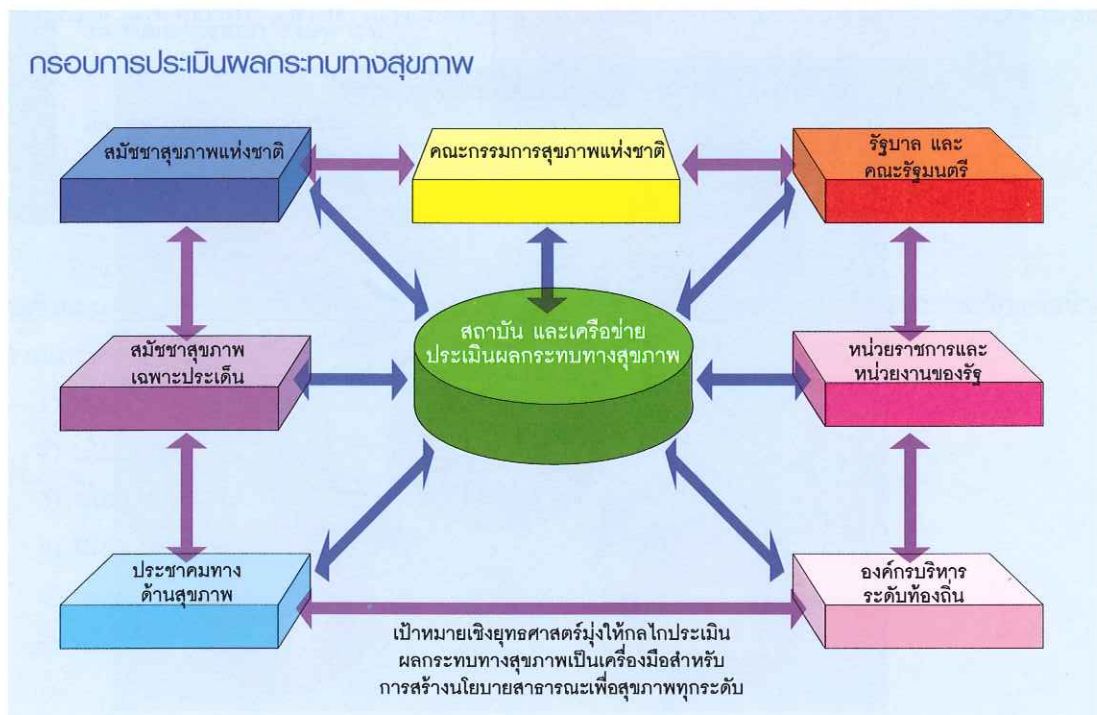 กรอบการประเมินผลกระทบทางสุขภาพ
สมัชชาสุขภาพแห่งชาติ
คณะกรรมการสุขภาพแห่งชาติ
รัฐบาล และ
คณะรัฐมนตรี
สถาบัน และเครือข่าย
ประเมินผลกระทบทางสุขภาพ
สมัชชาสุขภาพ
เฉพาะประเด็น
หน่วยราชการและ
หน่วยงานของรัฐ
ประชาคมทาง
ด้านสุขภาพ
องค์กรบริหาร
ระดับท้องถิ่น
เป้าหมายเชิงยุทธศาสตร์มุ่งให้กลไกประเมิน
ผลกระทบทางสุขภาพเป็นเครื่องมือสำหรับ
การสร้างนโยบายสาธารณะเพื่อสุขภาพทุกระดับ